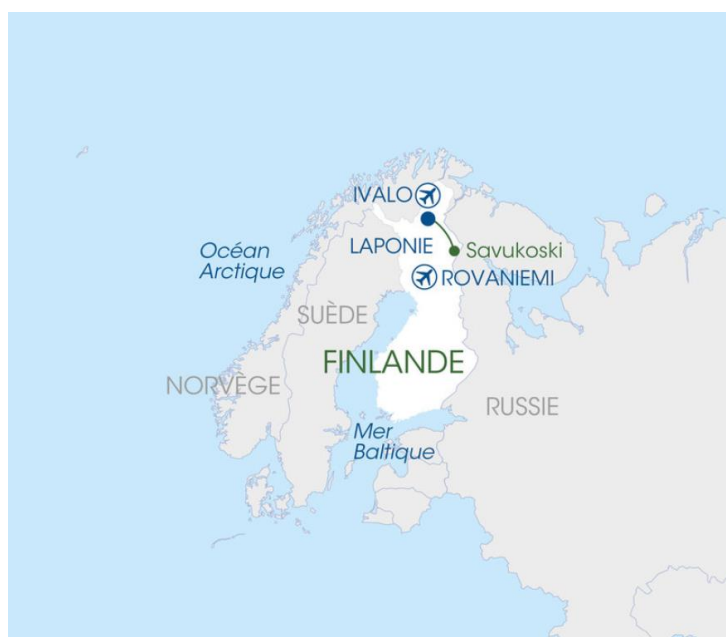 IVALO
LAPONIE
Savukoski
Océan
Arctique
ROVANIEMI
SUÈDE
FINLANDE
NORVÈGE
RUSSIE
Mer
Baltique